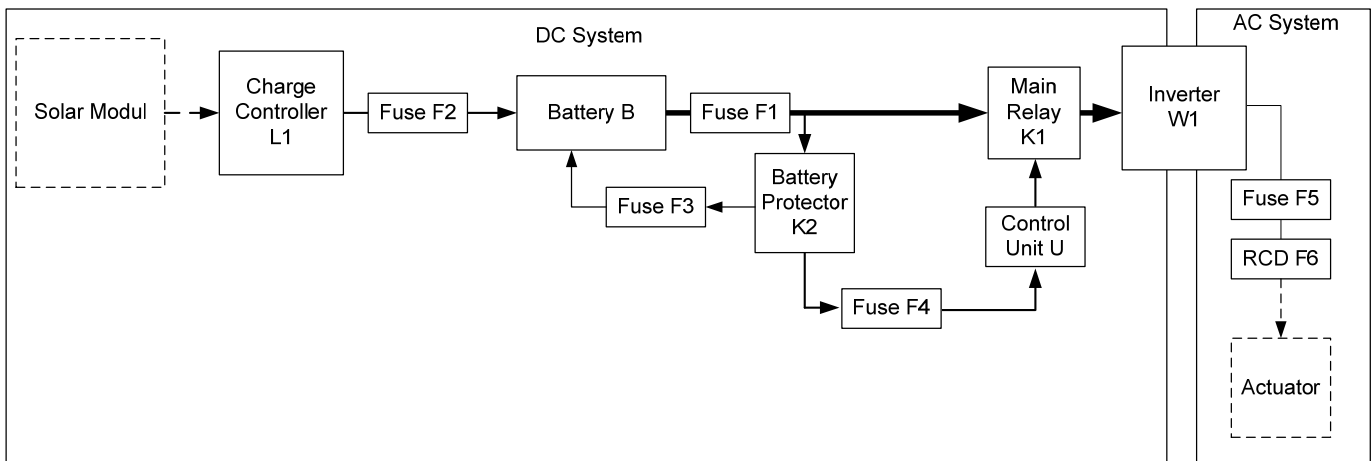 DC System
AC System
Solar Modul
Charge
Controller
L1
Fuse F2
Battery B
Fuse F1
Main
Relay
K1
Inverter
W1
Fuse F3
Battery
Protector
K2
Control
Unit U
Fuse F4
Fuse F5
RCD F6
Actuator